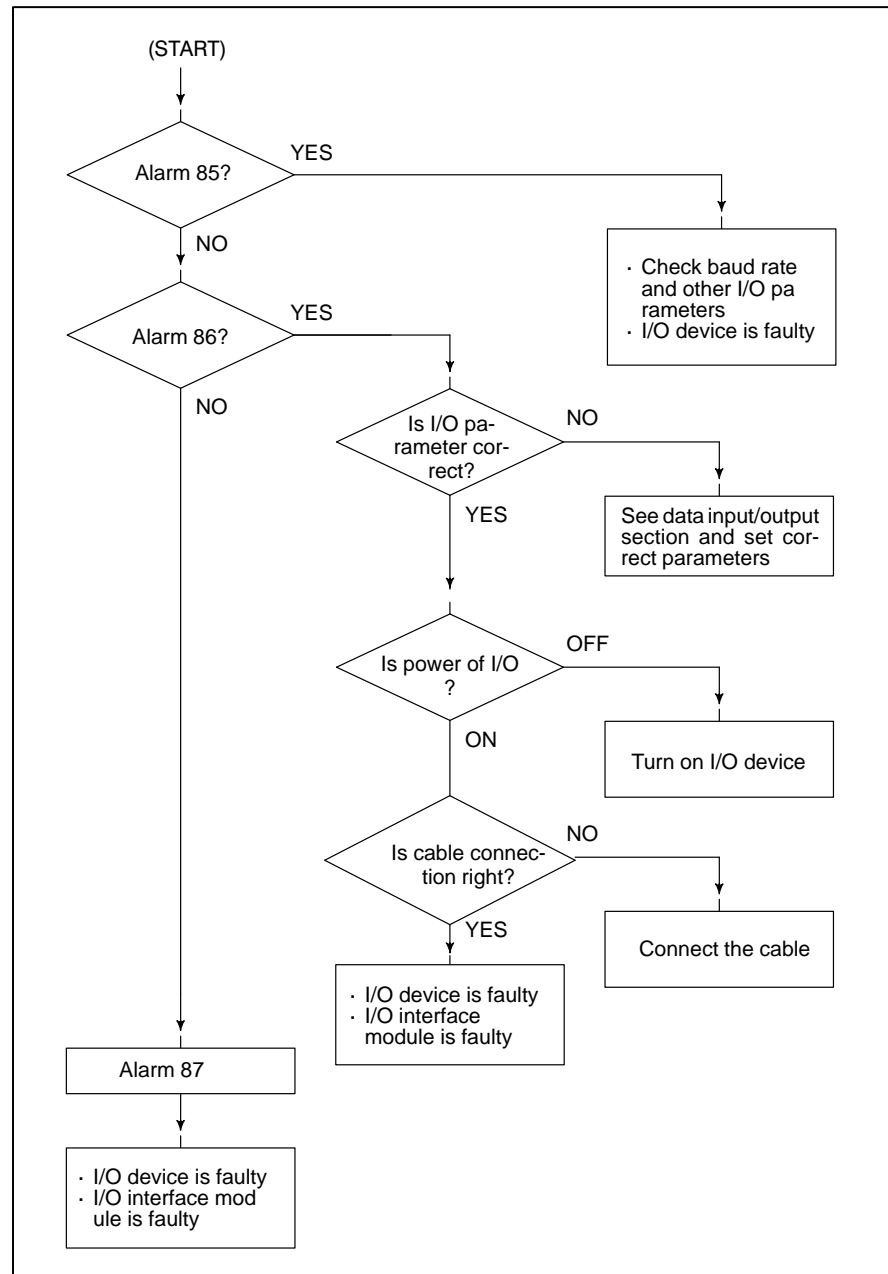 (START)
Alarm 85?
YES
NO
· Check baud rate
and other I/O pa
rameters
· I/O device is faulty
Alarm 86?
YES
NO
Is I/O pa-
rameter cor-
rect?
NO
YES
See data input/output
section and set cor-
rect parameters
Is power of I/O
?
OFF
ON
Turn on I/O device
Is cable connec-
tion right?
NO
YES
Connect the cable
· I/O device is faulty
· I/O interface
module is faulty
Alarm 87
· I/O device is faulty
· I/O interface mod
ule is faulty